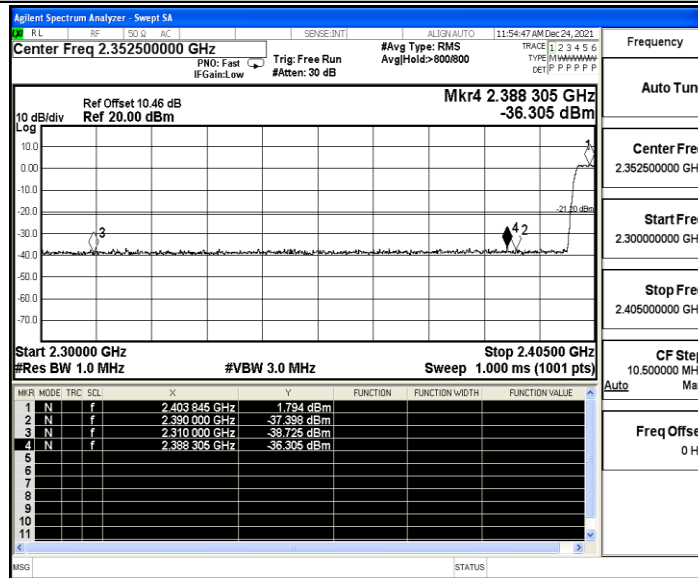 Agilent Spectrum Analyzer - Swept SA
RL RF 50 Ω AC SENSE:INT ALIGNAUTO 11:54:47 AM Dec 24, 2021
Center Freq 2.352500000 GHz
PNO: Fast
IFGain:Low
Trig: Free Run
#Atten: 30 dB
#Avg Type: RMS
Avg|Hold:>800/800
TRACE 1 2 3 4 5 6
TYPE MWWWWW
DET P P P P P P
Mkr4 2.388 305 GHz
-36.305 dBm
Ref Offset 10.46 dB
10 dB/div Ref 20.00 dBm
Log
10.0
0.00
-10.0
-20.0
-30.0
-40.0
-50.0
-60.0
-70.0
1
-21.20 dBm
3
4 2
Start 2.30000 GHz Stop 2.40500 GHz
#Res BW 1.0 MHz #VBW 3.0 MHz Sweep 1.000 ms (1001 pts)
MKR MODE TRC SCL X Y FUNCTION FUNCTION WIDTH FUNCTION VALUE
1 N f 2.403 845 GHz 1.794 dBm
2 N f 2.390 000 GHz -37.398 dBm
3 N f 2.310 000 GHz -38.725 dBm
4 N f 2.388 305 GHz -36.305 dBm
5
6
7
8
9
10
11
MSG STATUS
Frequency
Auto Tun
Center Fre
2.352500000 GH
Start Fre
2.300000000 GH
Stop Fre
2.405000000 GH
CF Step
10.500000 MH
Auto Ma
Freq Offse
0 H